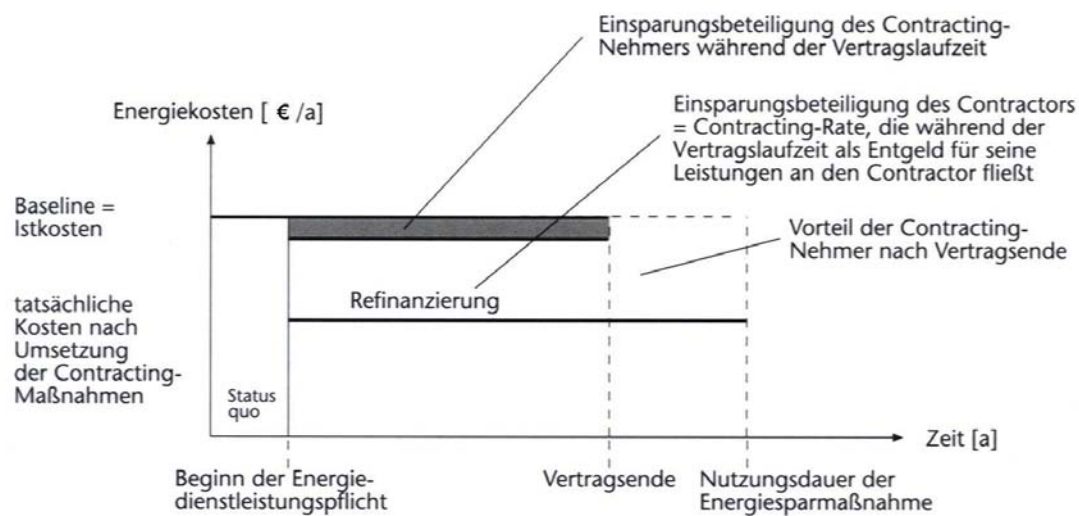 Einsparungsbeteiligung des Contracting-
Nehmers während der Vertragslaufzeit
Energiekosten [ € /a]
Einsparungsbeteiligung des Contractors
= Contracting-Rate, die während der
Vertragslaufzeit als Entgeld für seine
Leistungen an den Contractor fließt
Baseline =
Istkosten
Vorteil der Contracting-
Nehmer nach Vertragsende
Refinanzierung
tatsächliche
Kosten nach
Umsetzung
der Contracting-
Maßnahmen
Status
quo
Zeit [a]
Beginn der Energie-
dienstleistungspflicht
Vertragsende
Nutzungsdauer der
Energiesparmaßnahme